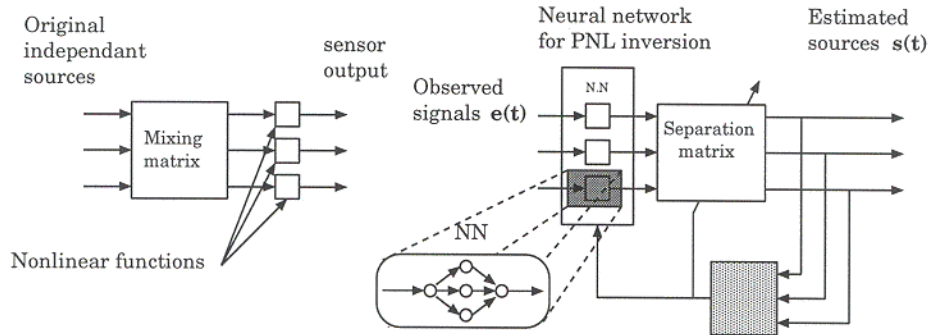 Original
independant
sources
sensor
output
Mixing
matrix
Nonlinear functions
Neural network
for PNL inversion
Observed
signals e(t)
N.N
Separation
matrix
Estimated
sources s(t)
NN